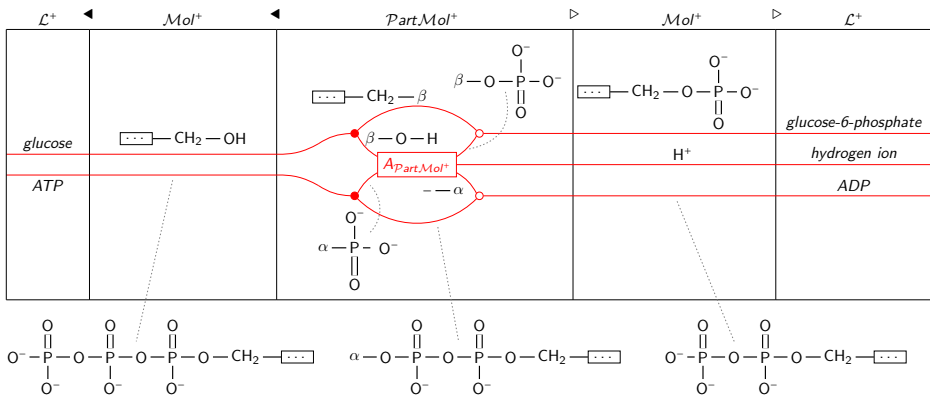 ℒ⁺ ◀ ℳol⁺ ◀ 𝒫artℳol⁺ ▷ ℳol⁺ ▷ ℒ⁺
O⁻ O⁻
β—O—P—O⁻ ⋯—CH₂—O—P—O⁻
⋯—CH₂—β O O
glucose-6-phosphate
glucose ⋯—CH₂—OH β—O—H
A𝒫artℳol⁺ H⁺ hydrogen ion
ATP −—α ADP
O⁻
α—P—O⁻
O
O O O O O O O
O⁻—P—O—P—O—P—O—CH₂—⋯ α—O—P—O—P—O—CH₂—⋯ O⁻—P—O—P—O—CH₂—⋯
O⁻ O⁻ O⁻ O⁻ O⁻ O⁻ O⁻